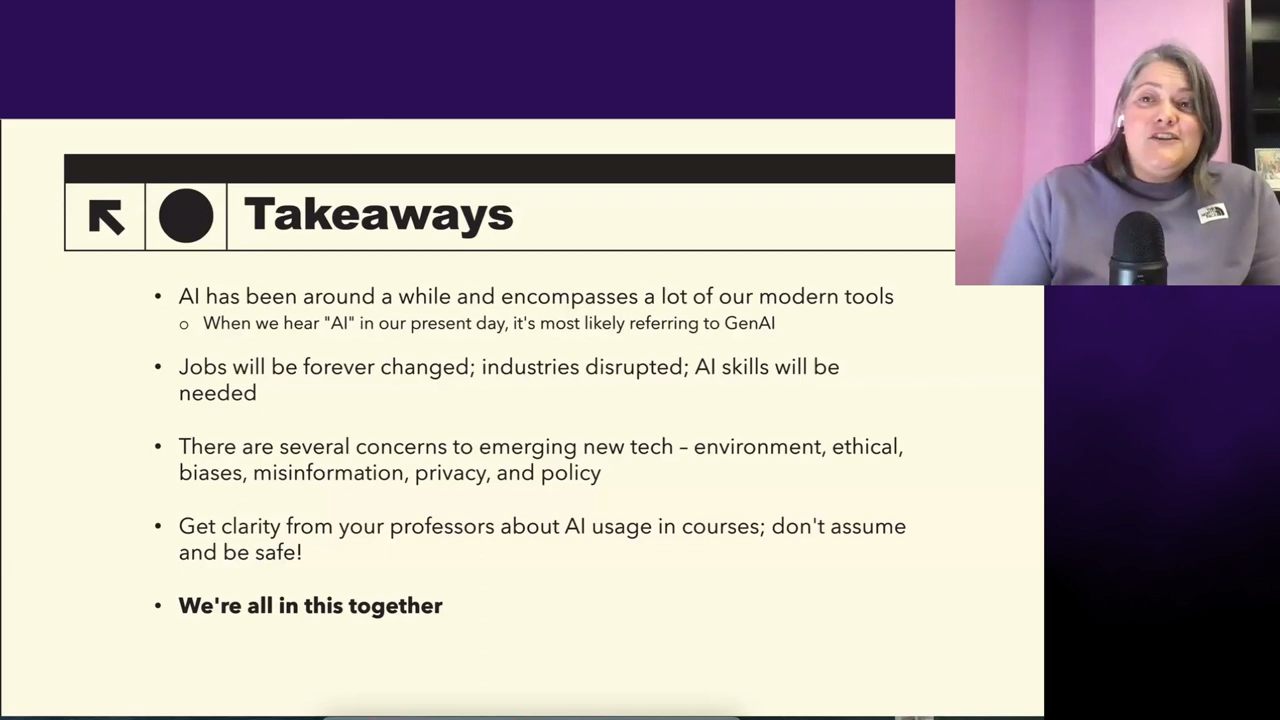 Takeaways
• AI has been around a while and encompasses a lot of our modern tools
o When we hear "AI" in our present day, it's most likely referring to GenAI
• Jobs will be forever changed; industries disrupted; AI skills will be
needed
• There are several concerns to emerging new tech – environment, ethical,
biases, misinformation, privacy, and policy
• Get clarity from your professors about AI usage in courses; don't assume
and be safe!
• We're all in this together